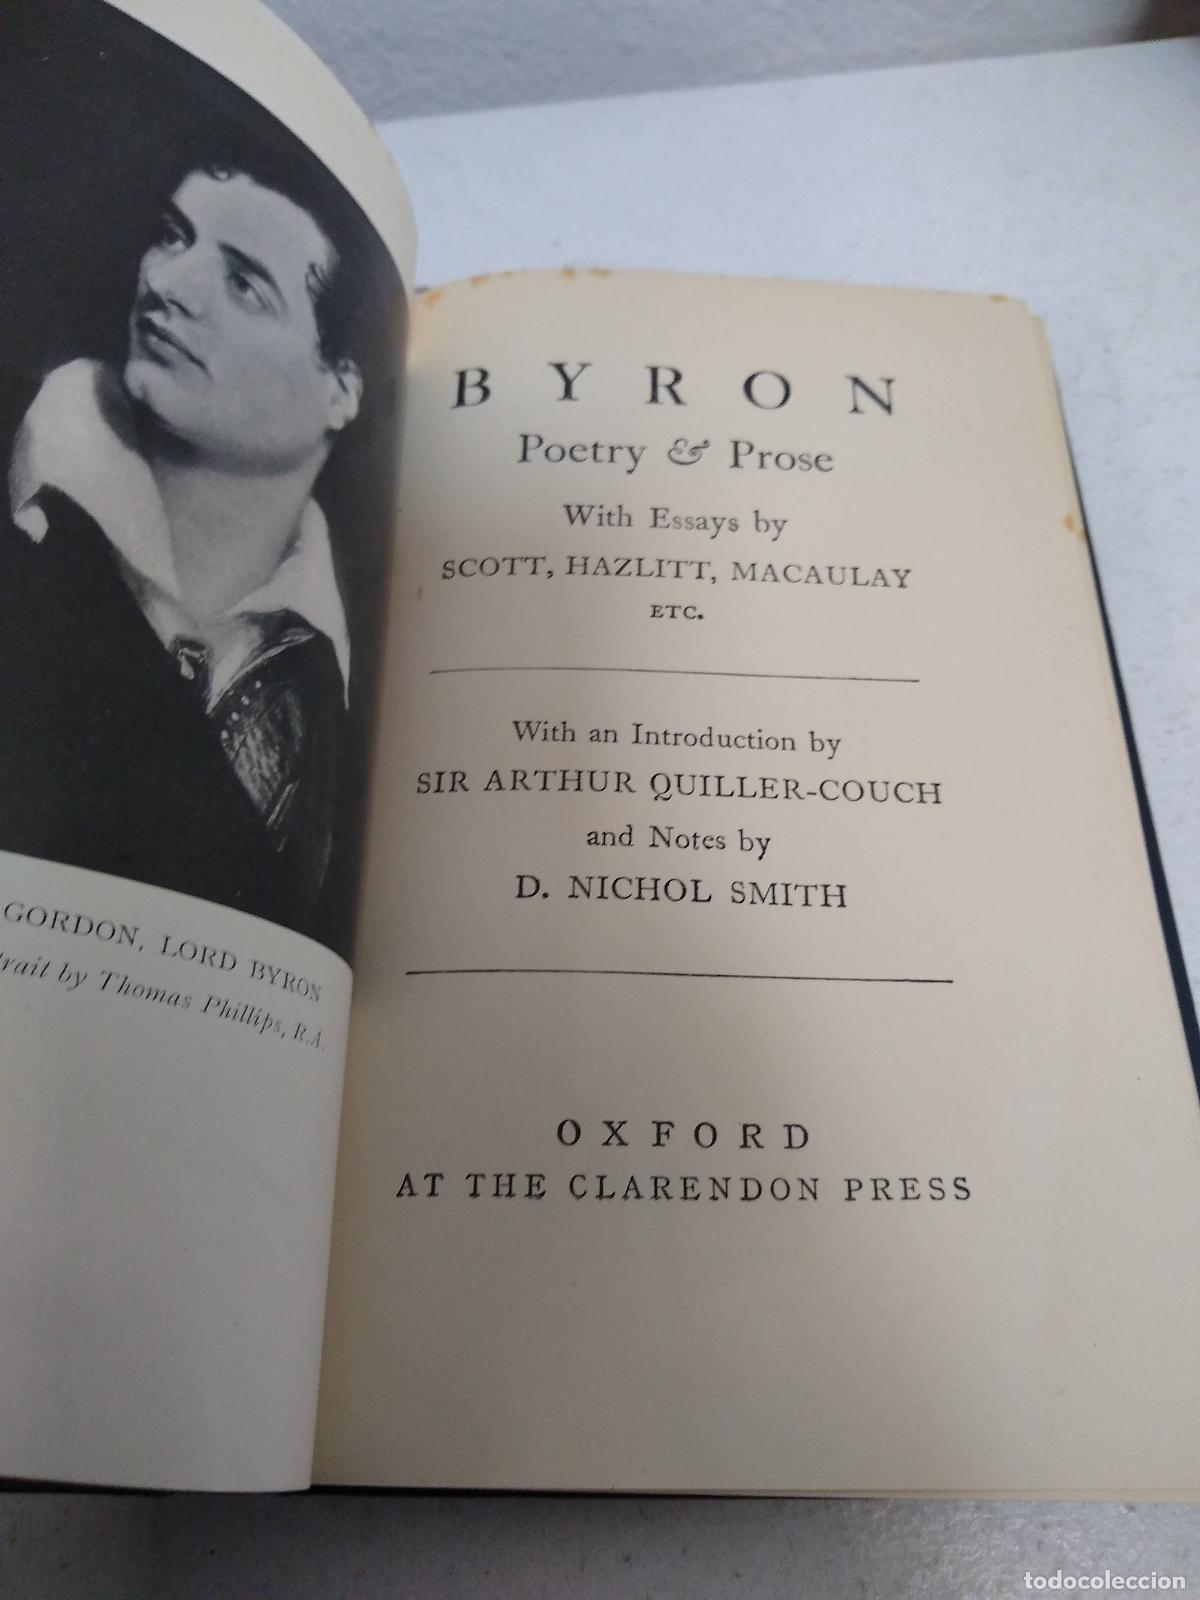 GORDON, LORD BYRON
by Thomas Phillips, R.A.
BYRON
Poetry & Prose
With Essays by
SCOTT, HAZLITT, MACAULAY
ETC.
With an Introduction by
SIR ARTHUR QUILLER-COUCH
and Notes by
D. NICHOL SMITH
OXFORD
AT THE CLARENDON PRESS
todocoleccion